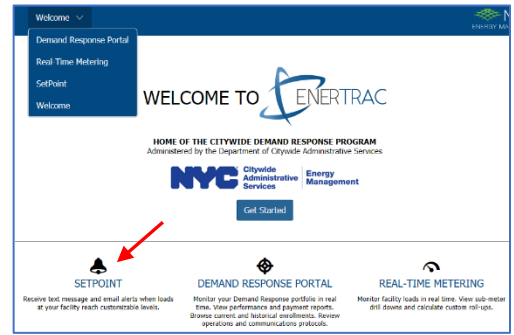 Welcome
N
ENERGY MA
Demand Response Portal
Real-Time Metering
SetPoint
Welcome
WELCOME TO ENERTRAC
HOME OF THE CITYWIDE DEMAND RESPONSE PROGRAM
Administered by the Department of Citywide Administrative Services
NYC Citywide Administrative Services Energy Management
Get Started
SETPOINT
Receive text message and email alerts when loads
at your facility reach customizable levels.
DEMAND RESPONSE PORTAL
Monitor your Demand Response portfolio in real
time. View performance and payment reports.
Browse current and historical enrollments. Review
operations and communications protocols.
REAL-TIME METERING
Monitor facility loads in real time. View sub-meter
drill downs and calculate custom roll-ups.